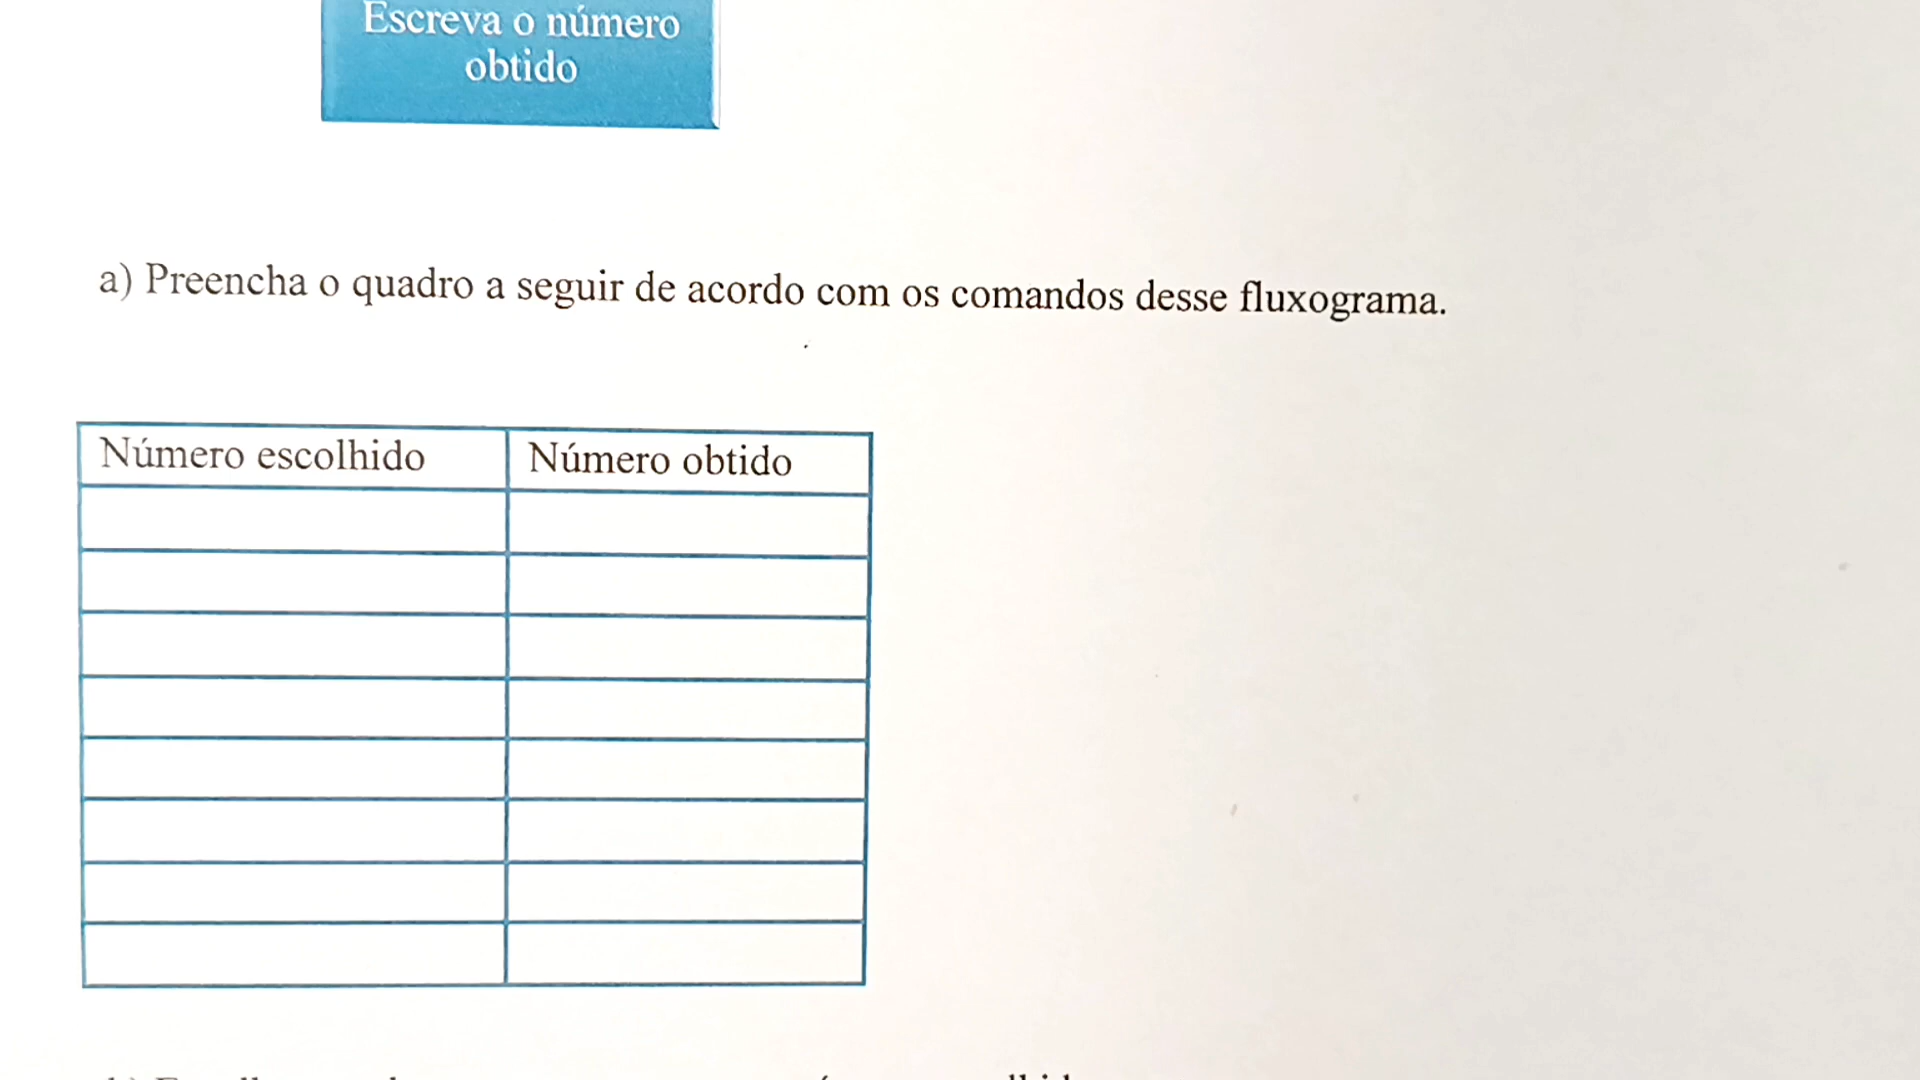 Escreva o número
obtido
a) Preencha o quadro a seguir de acordo com os comandos desse fluxograma.
Número escolhido Número obtido